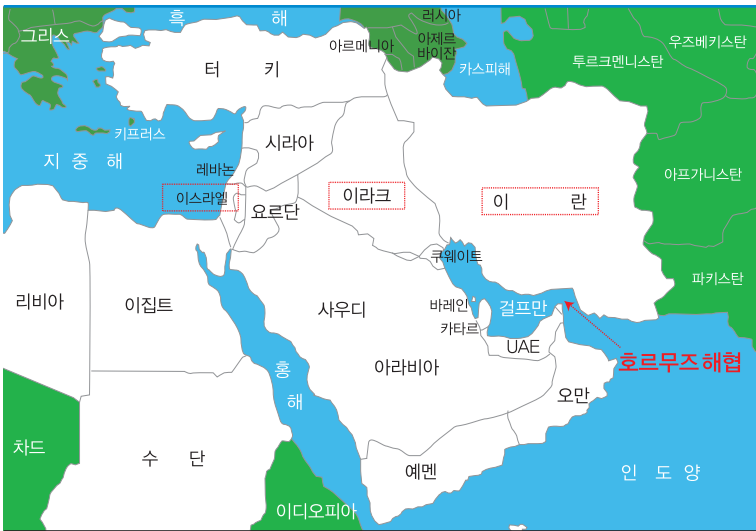 흑 해
러시아
그리스
아르메니아
아제르
바이잔
우즈베키스탄
터 키
카스피해
투르크메니스탄
키프러스
시라아
지 중 해
레바논
아프가니스탄
이스라엘
이라크
이 란
요르단
쿠웨이트
파키스탄
리비아
이집트
사우디
바레인
걸프만
카타르
UAE
호르무즈 해협
아라비아
홍
해
오만
차드
수 단
예멘
인 도 양
이디오피아